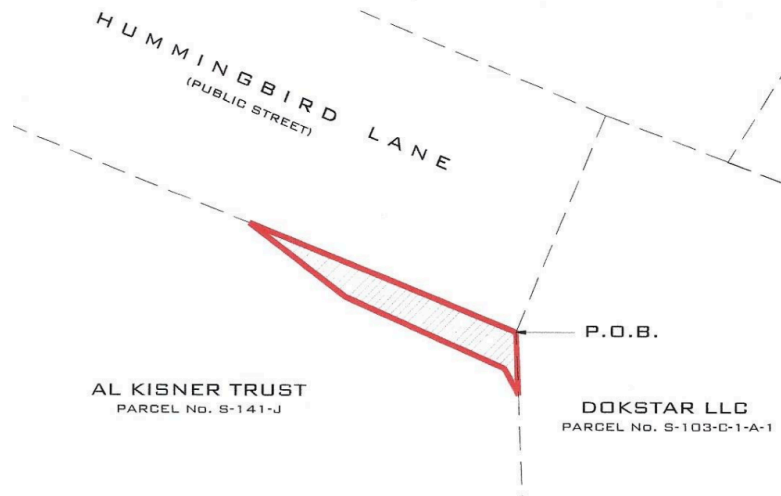 HUMMINGBIRD LANE
(PUBLIC STREET)
P.O.B.
AL KISNER TRUST
PARCEL No. S-141-J
DOKSTAR LLC
PARCEL No. S-103-C-1-A-1